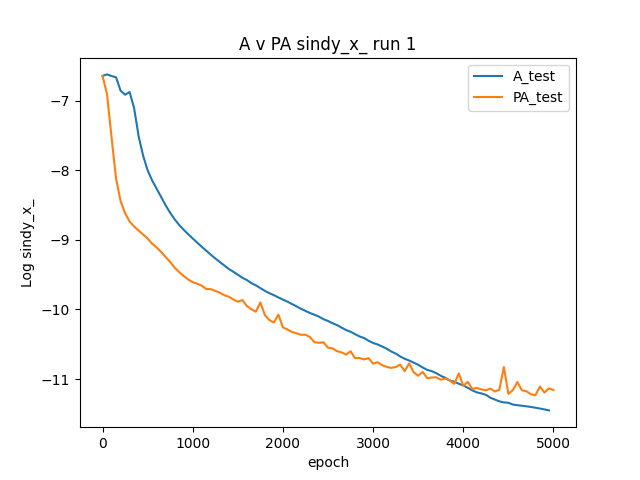 A v PA sindy_x_ run 1
A_test
PA_test
Log sindy_x_
−7
−8
−9
−10
−11
0
1000
2000
3000
4000
5000
epoch